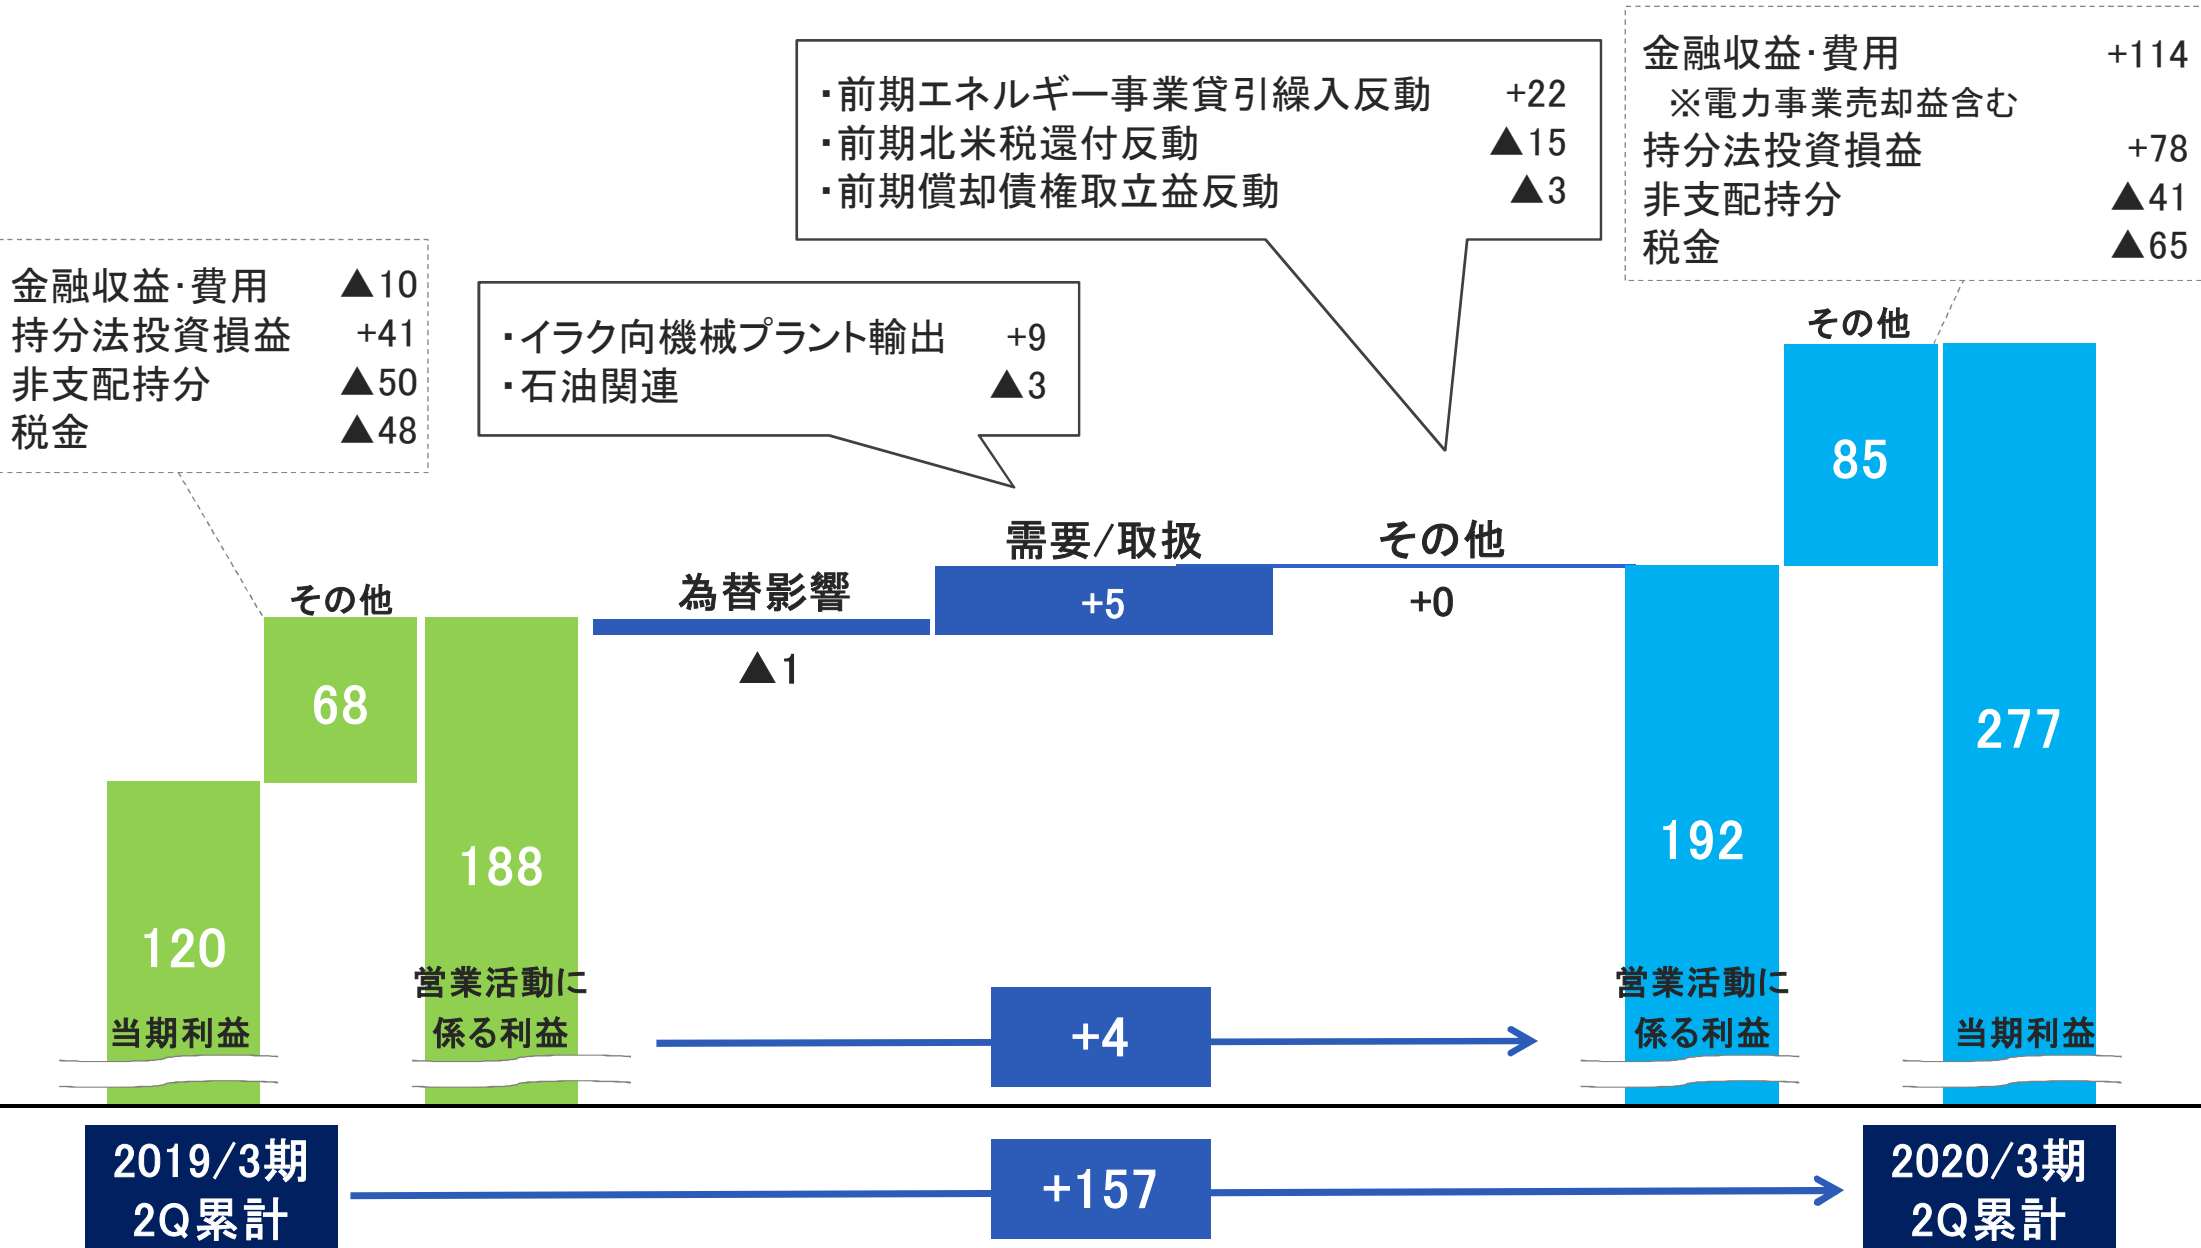 金融収益・費用 ▲10
持分法投資損益 +41
非支配持分 ▲50
税金 ▲48
・イラク向機械プラント輸出 +9
・石油関連 ▲3
・前期エネルギー事業貸引繰入反動 +22
・前期北米税還付反動 ▲15
・前期償却債権取立益反動 ▲3
金融収益・費用 +114
※電力事業売却益含む
持分法投資損益 +78
非支配持分 ▲41
税金 ▲65
その他
68
120
当期利益
188
営業活動に
係る利益
為替影響
▲1
需要/取扱
+5
その他
+0
その他
85
192
営業活動に
係る利益
277
当期利益
+4
2019/3期
2Q累計
+157
2020/3期
2Q累計